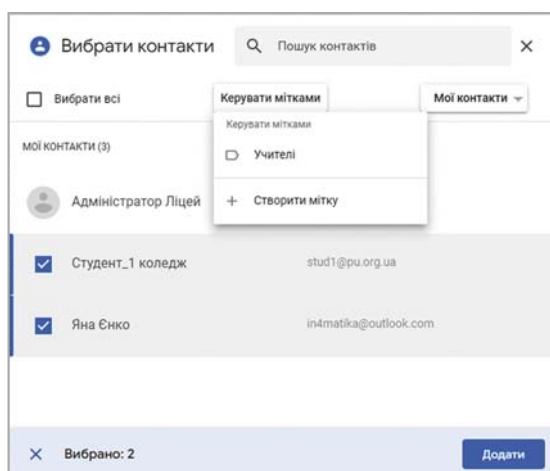 Вибрати контакти
Пошук контактів
Вибрати всі
Керувати мітками
Мої контакти
Керувати мітками
Учителі
Створити мітку
МОЇ КОНТАКТИ (3)
Адміністратор Ліцей
Студент_1 коледж stud1@pu.org.ua
Яна Єнко in4matika@outlook.com
Вибрано: 2
Додати